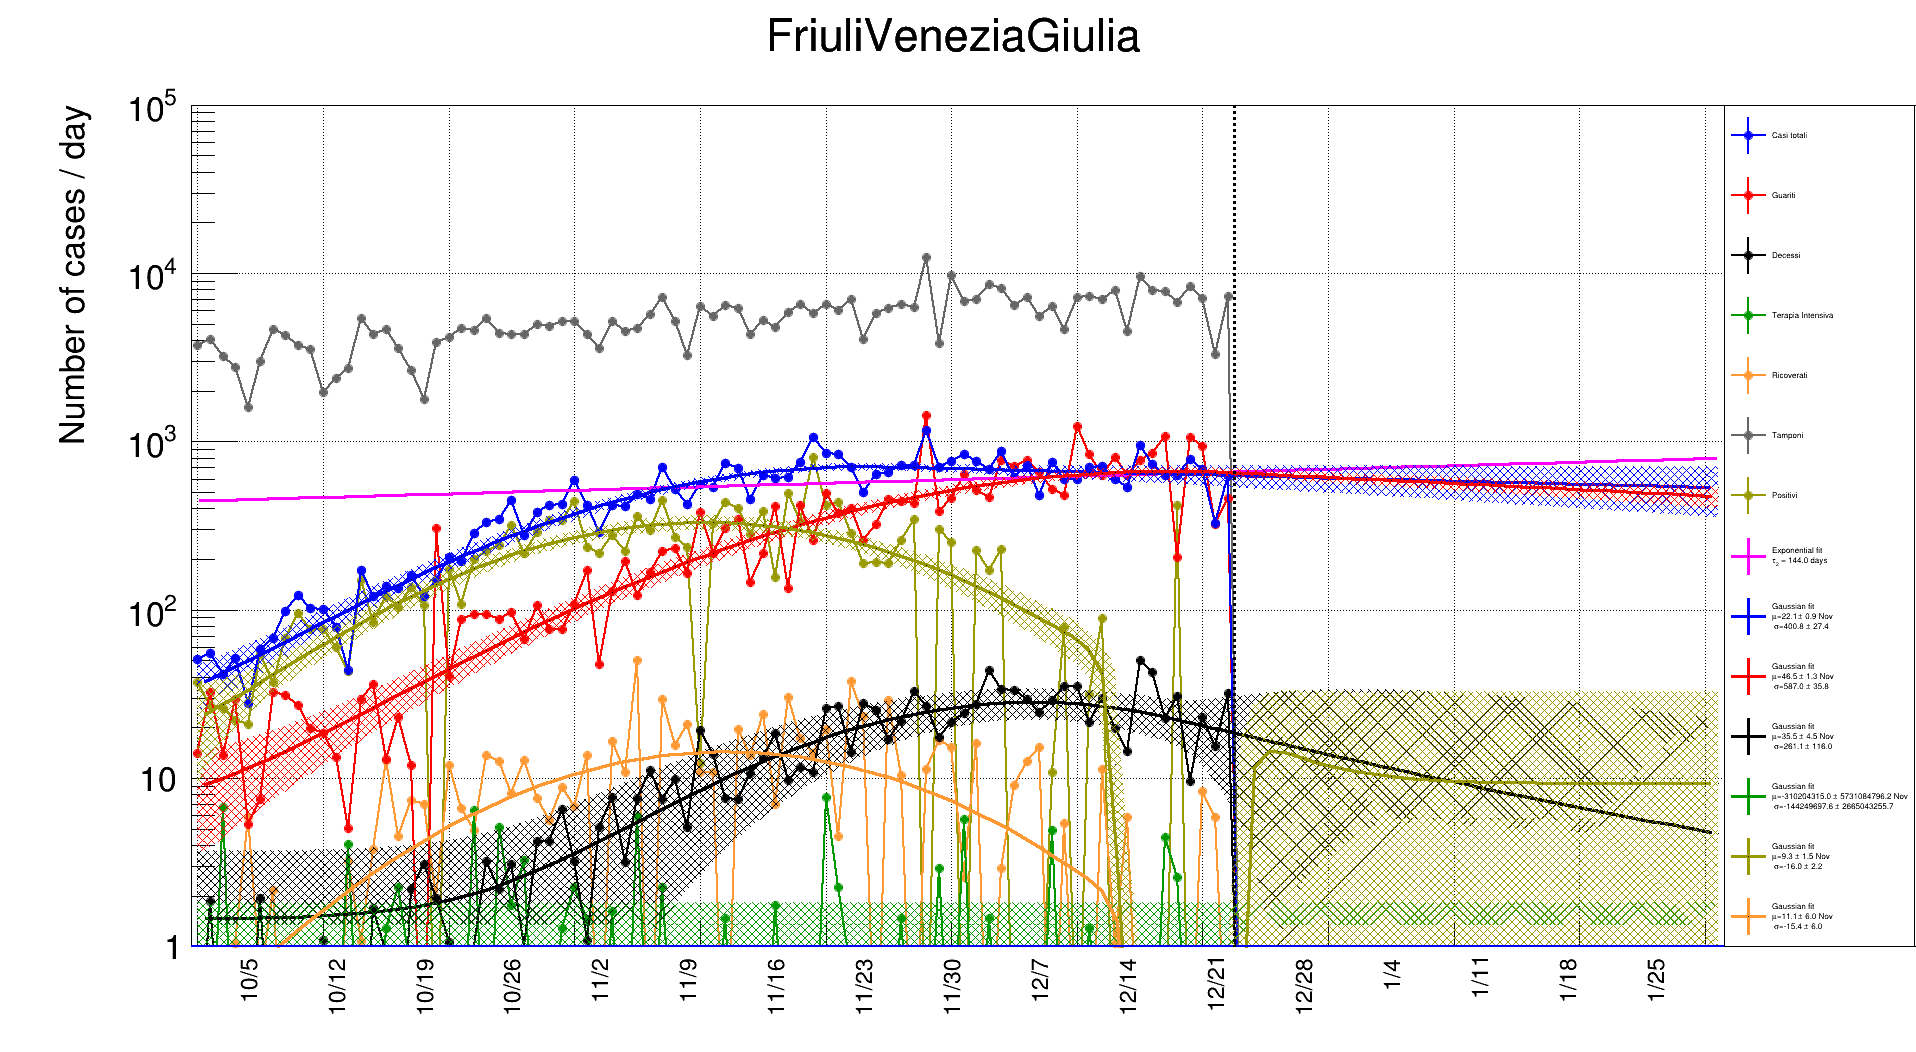 FriuliVeneziaGiulia
Number of cases / day
10^5
10^4
10^3
10^2
10
1
10/5
10/12
10/19
10/26
11/2
11/9
11/16
11/23
11/30
12/7
12/14
12/21
12/28
1/4
1/11
1/18
1/25
Casi totali
Guariti
Decessi
Terapia Intensiva
Ricoverati
Tamponi
Positivi
Exponential fit
τ₂ = 144.0 days
Gaussian fit
μ=22.1± 0.9 Nov
σ=400.8 ± 27.4
Gaussian fit
μ=46.5 ± 1.3 Nov
σ=587.0 ± 35.8
Gaussian fit
μ=35.5 ± 4.5 Nov
σ=261.1 ± 116.0
Gaussian fit
μ=-310204315.0 ± 5731084796.2 Nov
σ=-144249697.6 ± 2665043255.7
Gaussian fit
μ=9.3 ± 1.5 Nov
σ=-16.0 ± 2.2
Gaussian fit
μ=11.1± 6.0 Nov
σ=-15.4 ± 6.0